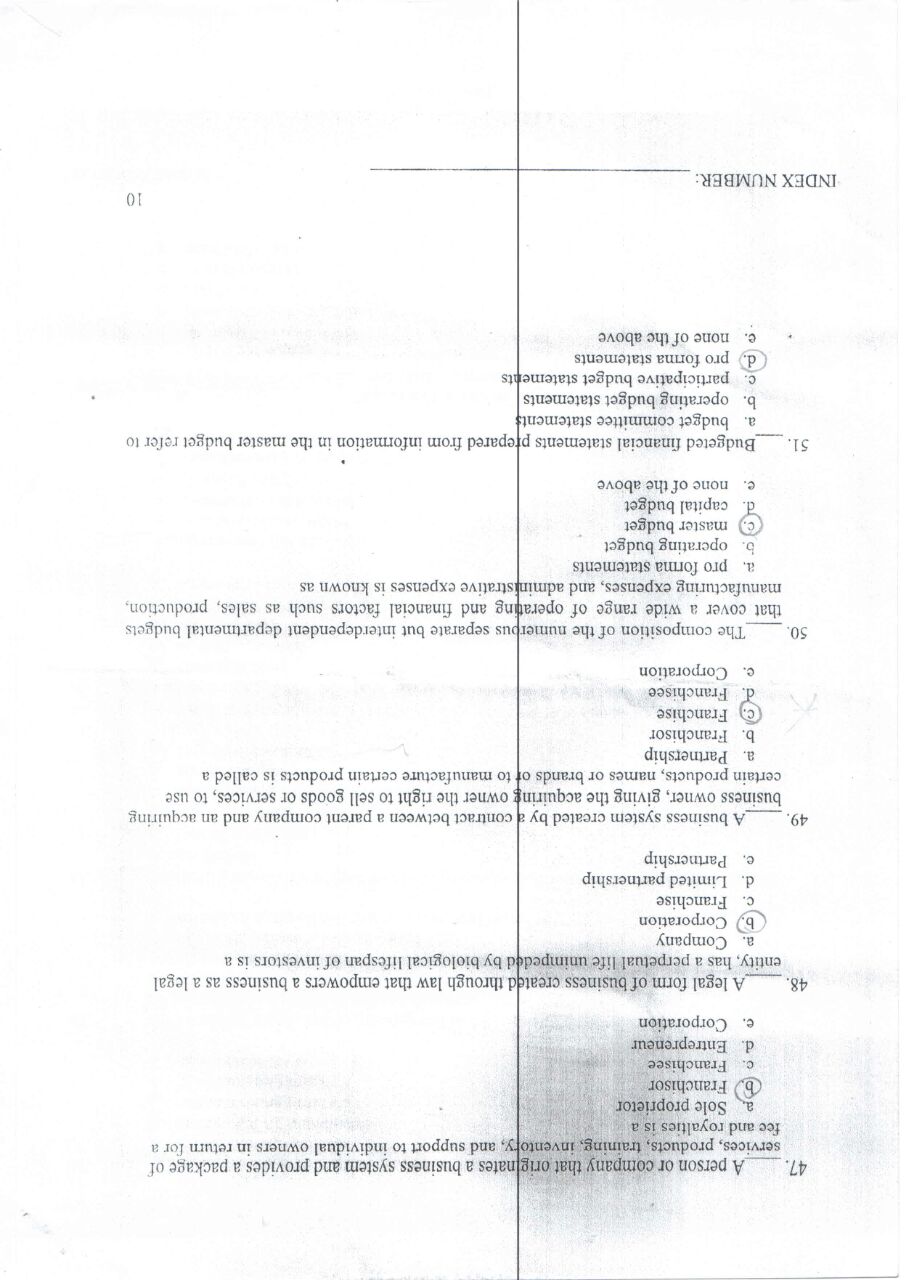 47. ____A person or company that originates a business system and provides a package of
services, products, training, inventory, and support to individual owners in return for a
fee and royalties is a
a. Sole proprietor
b. Franchisor
c. Franchisee
d. Entrepreneur
e. Corporation
48. ____A legal form of business created through law that empowers a business as a legal
entity, has a perpetual life unimpeded by biological lifespan of investors is a
a. Company
b. Corporation
c. Franchise
d. Limited partnership
e. Partnership
49. ____A business system created by a contract between a parent company and an acquiring
business owner, giving the acquiring owner the right to sell goods or services, to use
certain products, names or brands or to manufacture certain products is called a
a. Partnership
b. Franchisor
c. Franchise
d. Franchisee
e. Corporation
50. ____The composition of the numerous separate but interdependent departmental budgets
that cover a wide range of operating and financial factors such as sales, production,
manufacturing expenses, and administrative expenses is known as
a. pro forma statements
b. operating budget
c. master budget
d. capital budget
e. none of the above
51. ___Budgeted financial statements prepared from information in the master budget refer to
a. budget committee statements
b. operating budget statements
c. participative budget statements
d. pro forma statements
e. none of the above
10
INDEX NUMBER: ____